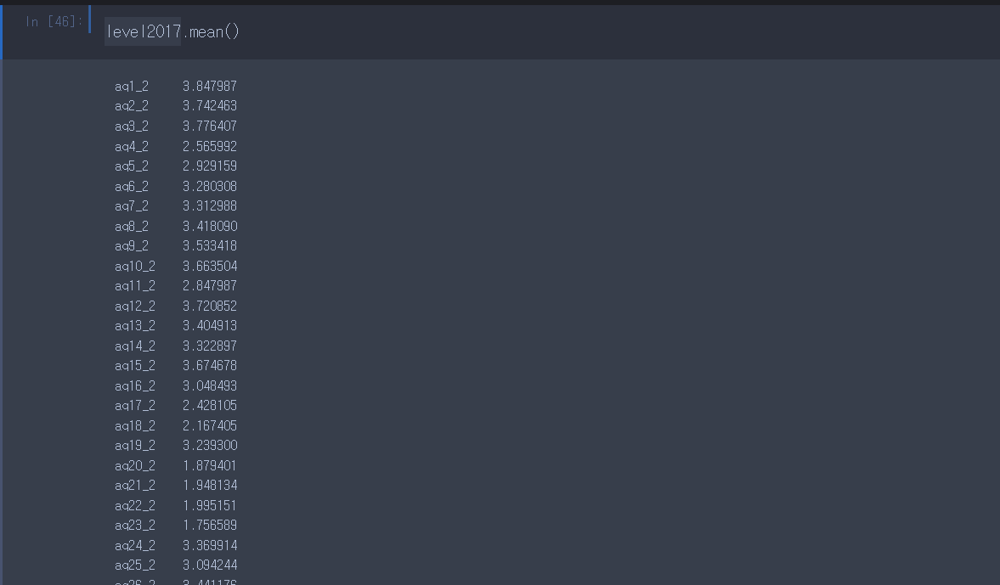 In [46]:
level2017.mean()
aq1_2 3.847987
aq2_2 3.742463
aq3_2 3.776407
aq4_2 2.565992
aq5_2 2.929159
aq6_2 3.280308
aq7_2 3.312988
aq8_2 3.418090
aq9_2 3.533418
aq10_2 3.663504
aq11_2 2.847987
aq12_2 3.720852
aq13_2 3.404913
aq14_2 3.322897
aq15_2 3.674678
aq16_2 3.048493
aq17_2 2.428105
aq18_2 2.167405
aq19_2 3.239300
aq20_2 1.879401
aq21_2 1.948134
aq22_2 1.995151
aq23_2 1.756589
aq24_2 3.369914
aq25_2 3.094244
aq26_2 3.441176